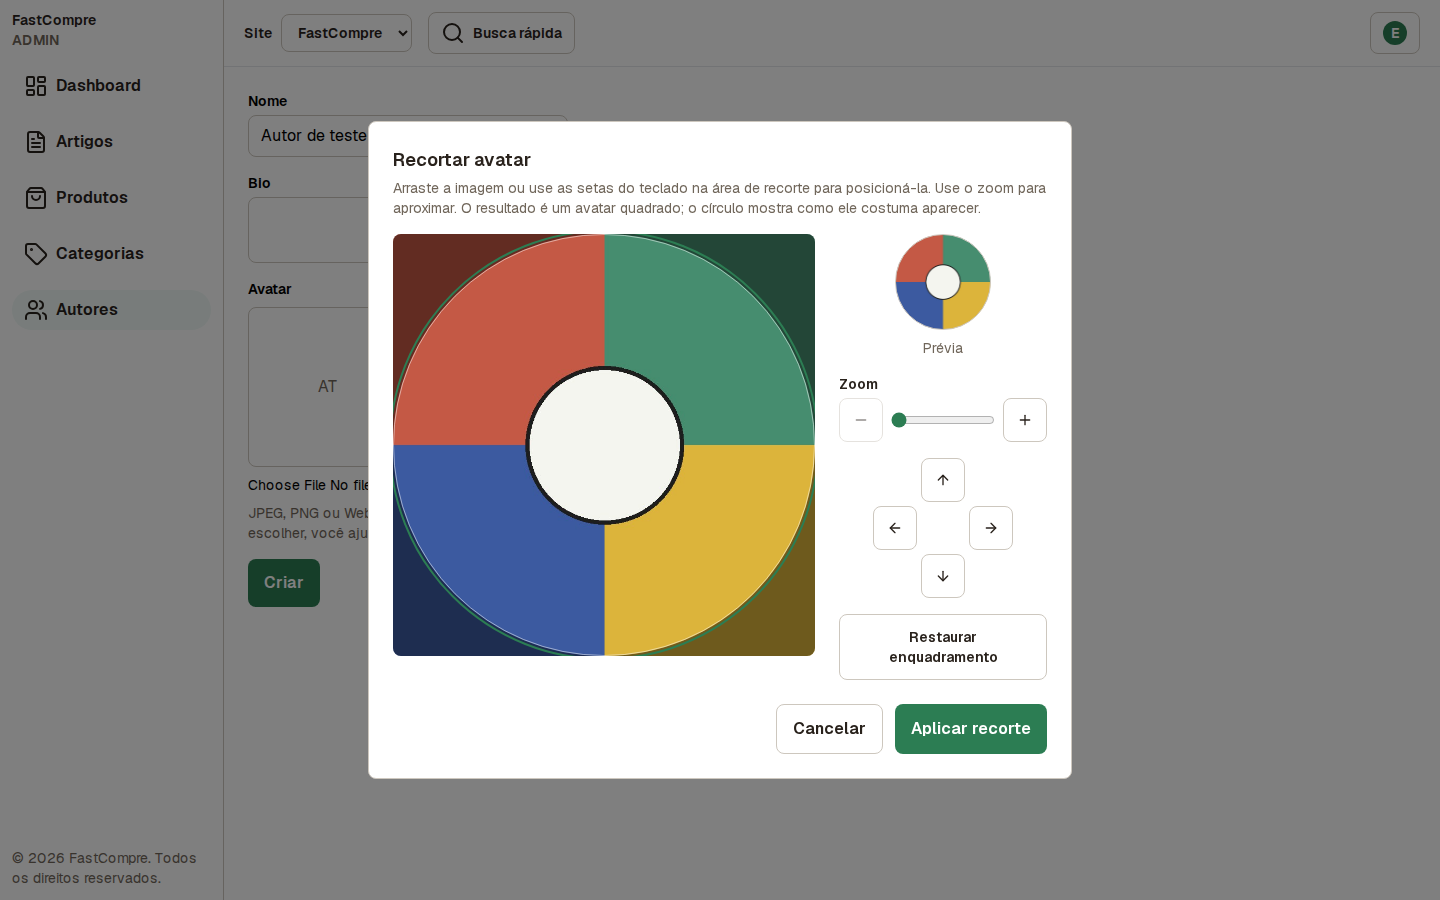 FastCompre
ADMIN
Dashboard
Artigos
Produtos
Categorias
Autores
© 2026 FastCompre. Todos
os direitos reservados.
Site
FastCompre
Busca rápida
E
Nome
Autor de teste
Bio
Avatar
AT
Choose File No file
JPEG, PNG ou Web
escolher, você aju
Criar
Recortar avatar
Arraste a imagem ou use as setas do teclado na área de recorte para posicioná-la. Use o zoom para
aproximar. O resultado é um avatar quadrado; o círculo mostra como ele costuma aparecer.
Prévia
Zoom
Restaurar
enquadramento
Cancelar
Aplicar recorte